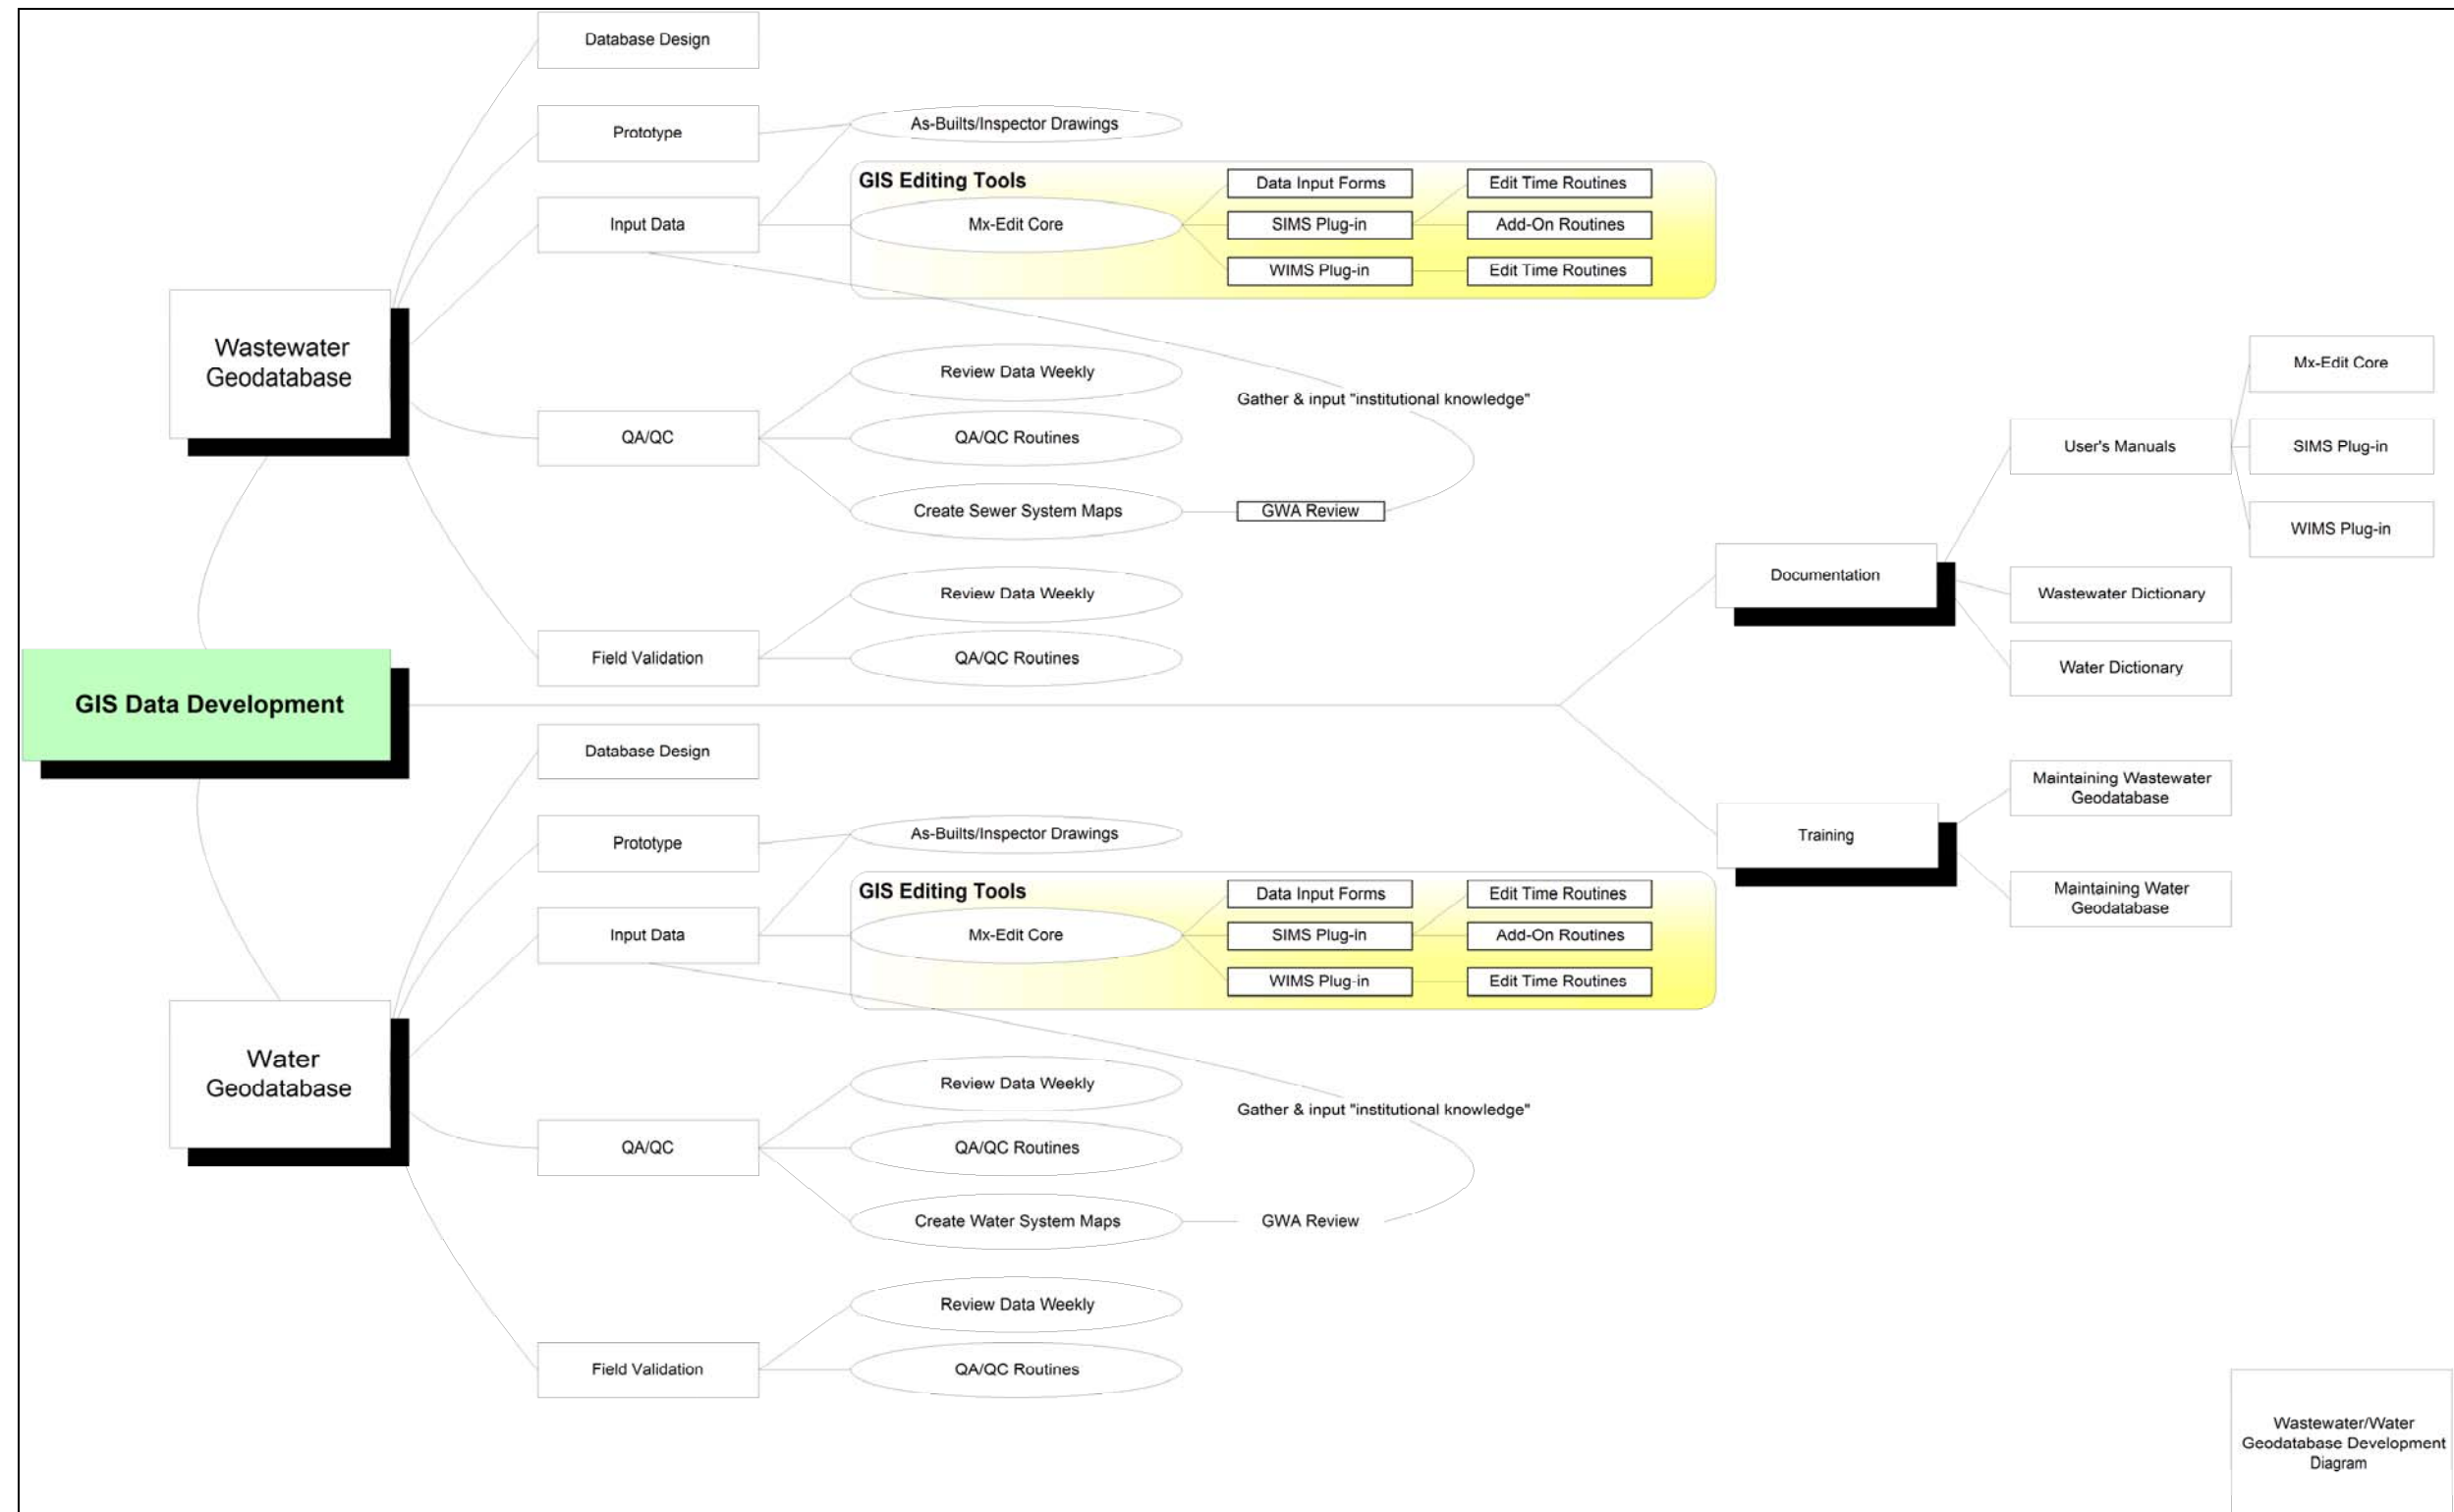 Database Design
Prototype
As-Builts/Inspector Drawings
GIS Editing Tools
Data Input Forms
Edit Time Routines
Input Data
Mx-Edit Core
SIMS Plug-in
Add-On Routines
WIMS Plug-in
Edit Time Routines
Wastewater
Geodatabase
Review Data Weekly
Gather & input "institutional knowledge"
QA/QC
QA/QC Routines
Create Sewer System Maps
GWA Review
Review Data Weekly
Field Validation
QA/QC Routines
GIS Data Development
Mx-Edit Core
User's Manuals
SIMS Plug-in
WIMS Plug-in
Documentation
Wastewater Dictionary
Water Dictionary
Training
Maintaining Wastewater
Geodatabase
Maintaining Water
Geodatabase
Database Design
Prototype
As-Builts/Inspector Drawings
GIS Editing Tools
Data Input Forms
Edit Time Routines
Input Data
Mx-Edit Core
SIMS Plug-in
Add-On Routines
WIMS Plug-in
Edit Time Routines
Water
Geodatabase
Review Data Weekly
Gather & input "institutional knowledge"
QA/QC
QA/QC Routines
Create Water System Maps
GWA Review
Review Data Weekly
Field Validation
QA/QC Routines
Wastewater/Water
Geodatabase Development
Diagram